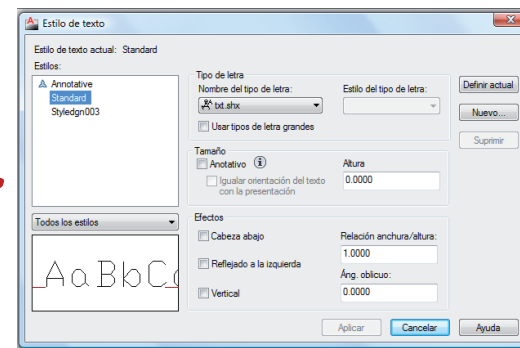 Estilo de texto
Estilo de texto actual: Standard
Estilos:
Annotative
Standard
Styledgn003
Todos los estilos
AaBbCc
Tipo de letra
Nombre del tipo de letra:
txt.shx
Estilo del tipo de letra:
Usar tipos de letra grandes
Tamaño
Anotativo
Igualar orientación del texto
con la presentación
Altura
0.0000
Efectos
Cabeza abajo
Reflejado a la izquierda
Vertical
Relación anchura/altura:
1.0000
Áng. oblicuo:
0.0000
Definir actual
Nuevo...
Suprimir
Aplicar
Cancelar
Ayuda